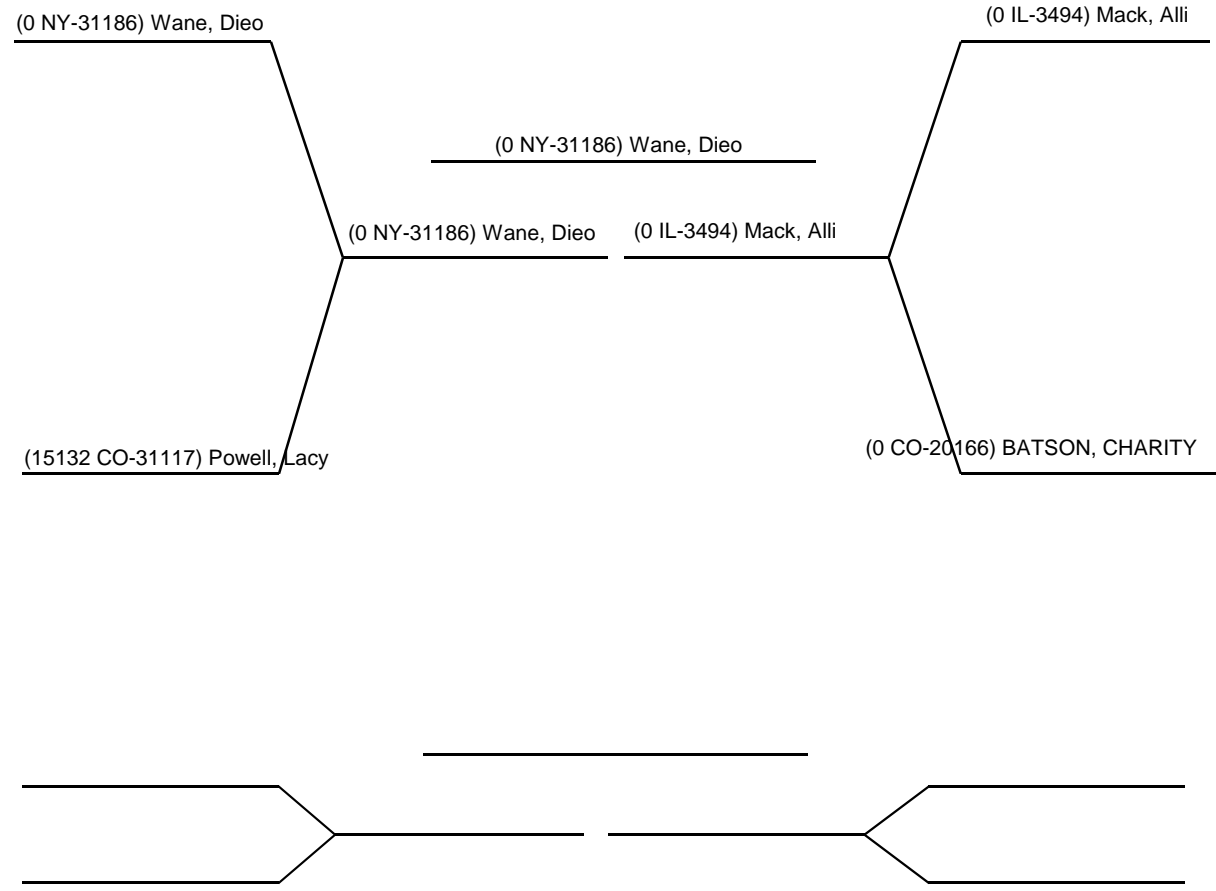 (0 NY-31186) Wane, Dieo
(0 IL-3494) Mack, Alli
(0 NY-31186) Wane, Dieo
(0 NY-31186) Wane, Dieo
(0 IL-3494) Mack, Alli
(15132 CO-31117) Powell, Lacy
(0 CO-20166) BATSON, CHARITY